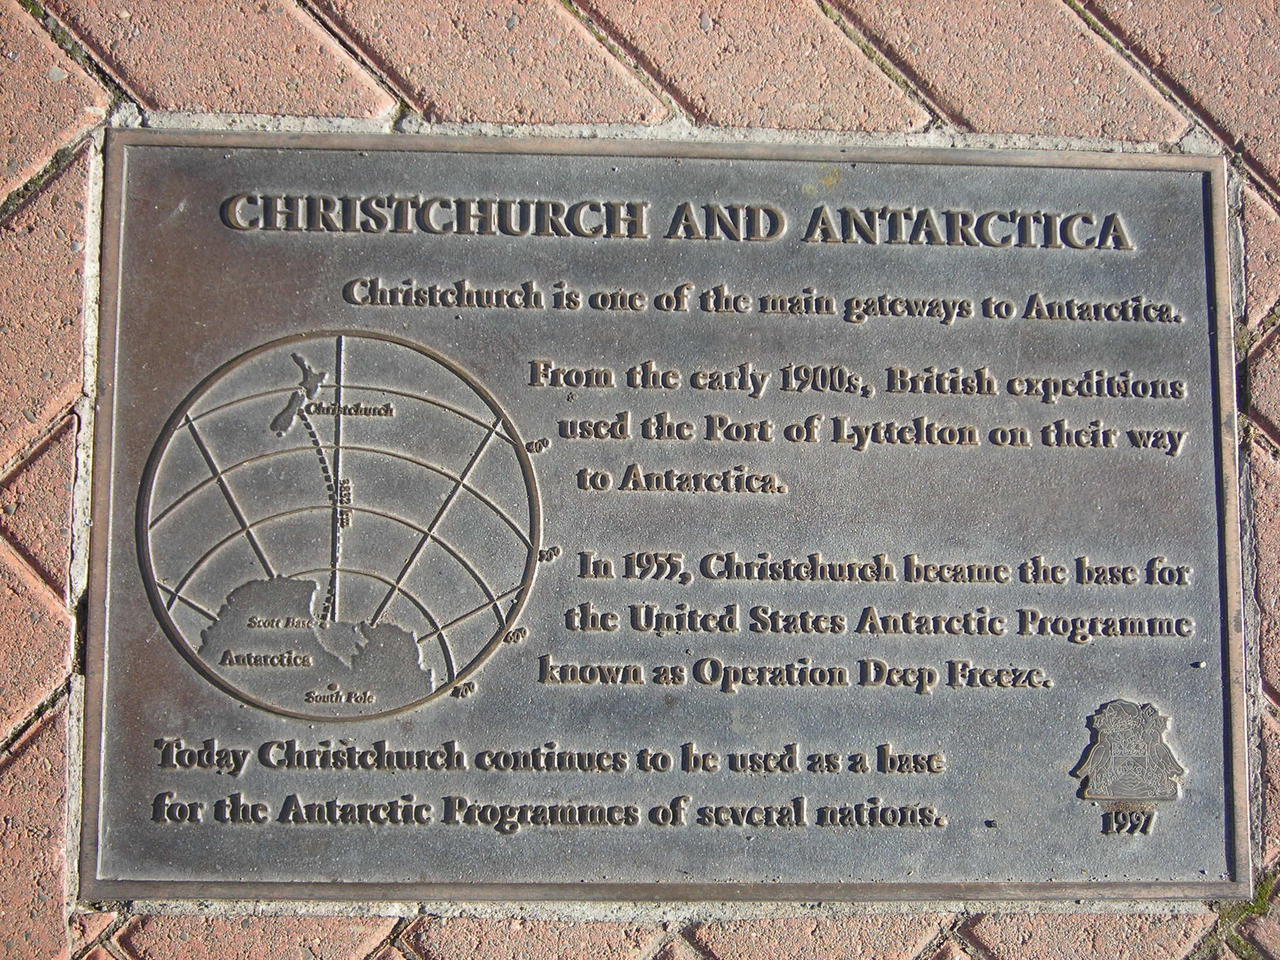 CHRISTCHURCH AND ANTARCTICA
Christchurch is one of the main gateways to Antarctica.
From the early 1900s, British expeditions
used the Port of Lyttelton on their way
to Antarctica.
In 1955, Christchurch became the base for
the United States Antarctic Programme
known as Operation Deep Freeze.
Today Christchurch continues to be used as a base
for the Antarctic Programmes of several nations.
Christchurch
Scott Base
Antarctica
South Pole
1997